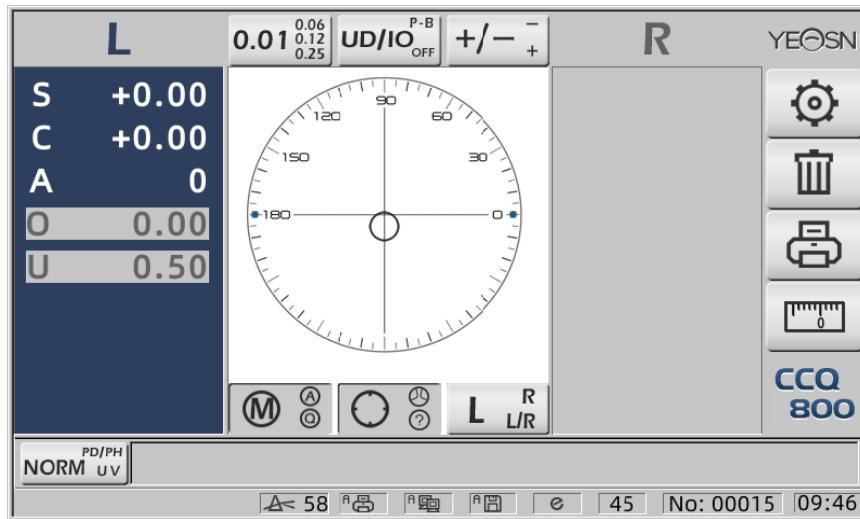 L
0.01 0.06 0.12 0.25
UD/IO P-B OFF
+/− − +
R
YEOSN
S +0.00
C +0.00
A 0
O 0.00
U 0.50
90
120
60
150
30
180
0
0
M A Q
?
L R L/R
CCQ
800
NORM PD/PH UV
58
A
A
A
e
45
No: 00015
09:46